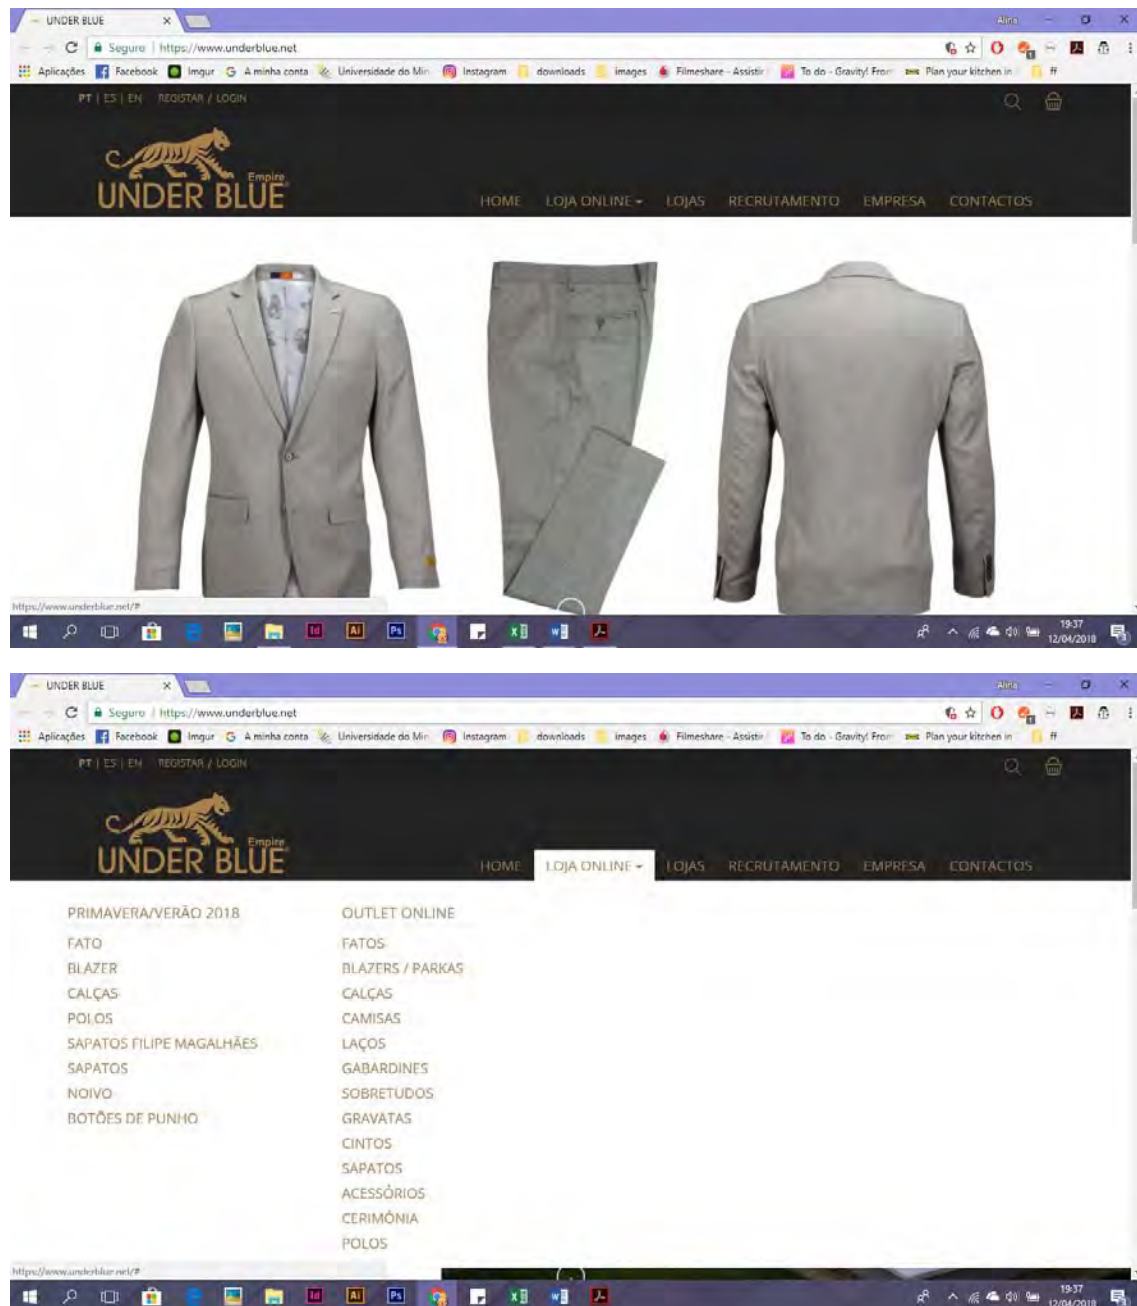 UNDER BLUE
Alina
Seguro | https://www.underblue.net
Aplicações Facebook Imgur A minha conta Universidade do Min Instagram downloads images Filmeshare - Assistir To do - Gravity! From Plan your kitchen in ff
PT | ES | EN REGISTAR / LOGIN
Empire
UNDER BLUE
HOME LOJA ONLINE LOJAS RECRUTAMENTO EMPRESA CONTACTOS
https://www.underblue.net/#
19:37
12/04/2018
UNDER BLUE
Alina
Seguro | https://www.underblue.net
Aplicações Facebook Imgur A minha conta Universidade do Min Instagram downloads images Filmeshare - Assistir To do - Gravity! From Plan your kitchen in ff
PT | ES | EN REGISTAR / LOGIN
Empire
UNDER BLUE
HOME LOJA ONLINE LOJAS RECRUTAMENTO EMPRESA CONTACTOS
PRIMAVERA/VERÃO 2018
FATO
BLAZER
CALÇAS
POLOS
SAPATOS FILIPE MAGALHÃES
SAPATOS
NOIVO
BOTÕES DE PUNHO
OUTLET ONLINE
FATOS
BLAZERS / PARKAS
CALÇAS
CAMISAS
LAÇOS
GABARDINES
SOBRETUDOS
GRAVATAS
CINTOS
SAPATOS
ACESSÓRIOS
CERIMÓNIA
POLOS
https://www.underblue.net/#
19:37
12/04/2018